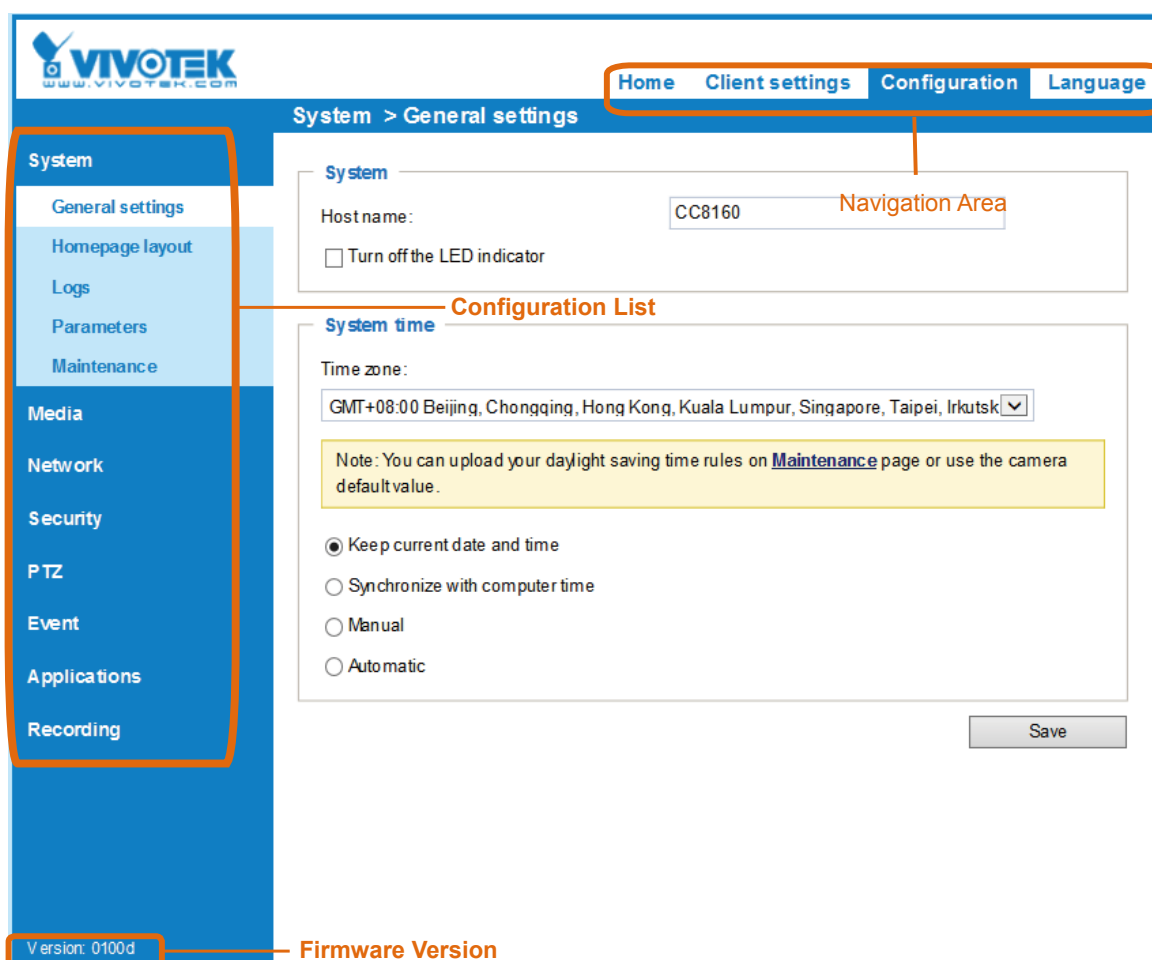 VIVOTEK
www.vivotek.com
Home Client settings Configuration Language
System > General settings
System
General settings
Homepage layout
Logs
Parameters
Maintenance
Media
Network
Security
PTZ
Event
Applications
Recording
Version: 0100d
System
Host name: CC8160
Navigation Area
Turn off the LED indicator
Configuration List
System time
Time zone:
GMT+08:00 Beijing, Chongqing, Hong Kong, Kuala Lumpur, Singapore, Taipei, Irkutsk
Note: You can upload your daylight saving time rules on Maintenance page or use the camera
default value.
Keep current date and time
Synchronize with computer time
Manual
Automatic
Save
Firmware Version